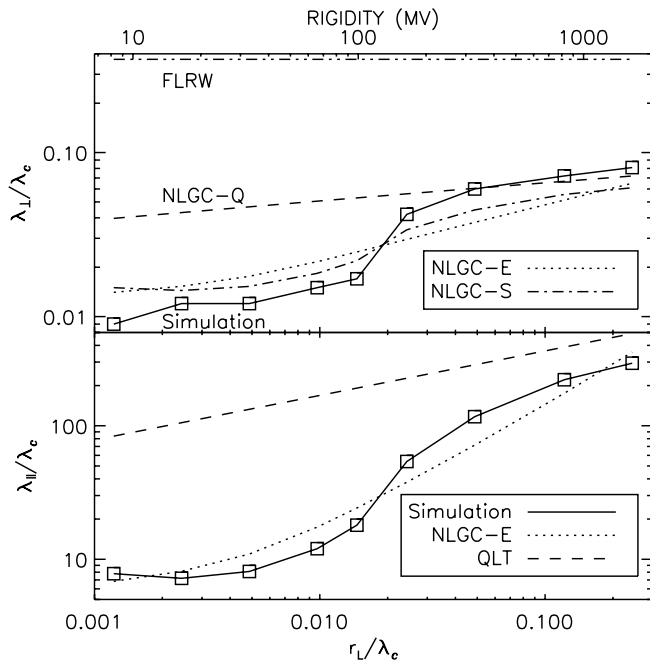 RIGIDITY (MV)
10 100 1000
FLRW
0.10
λ⊥/λc
NLGC-Q
NLGC-E
NLGC-S
0.01
Simulation
100
λ||/λc
Simulation
NLGC-E
QLT
10
0.001 0.010 0.100
rL/λc